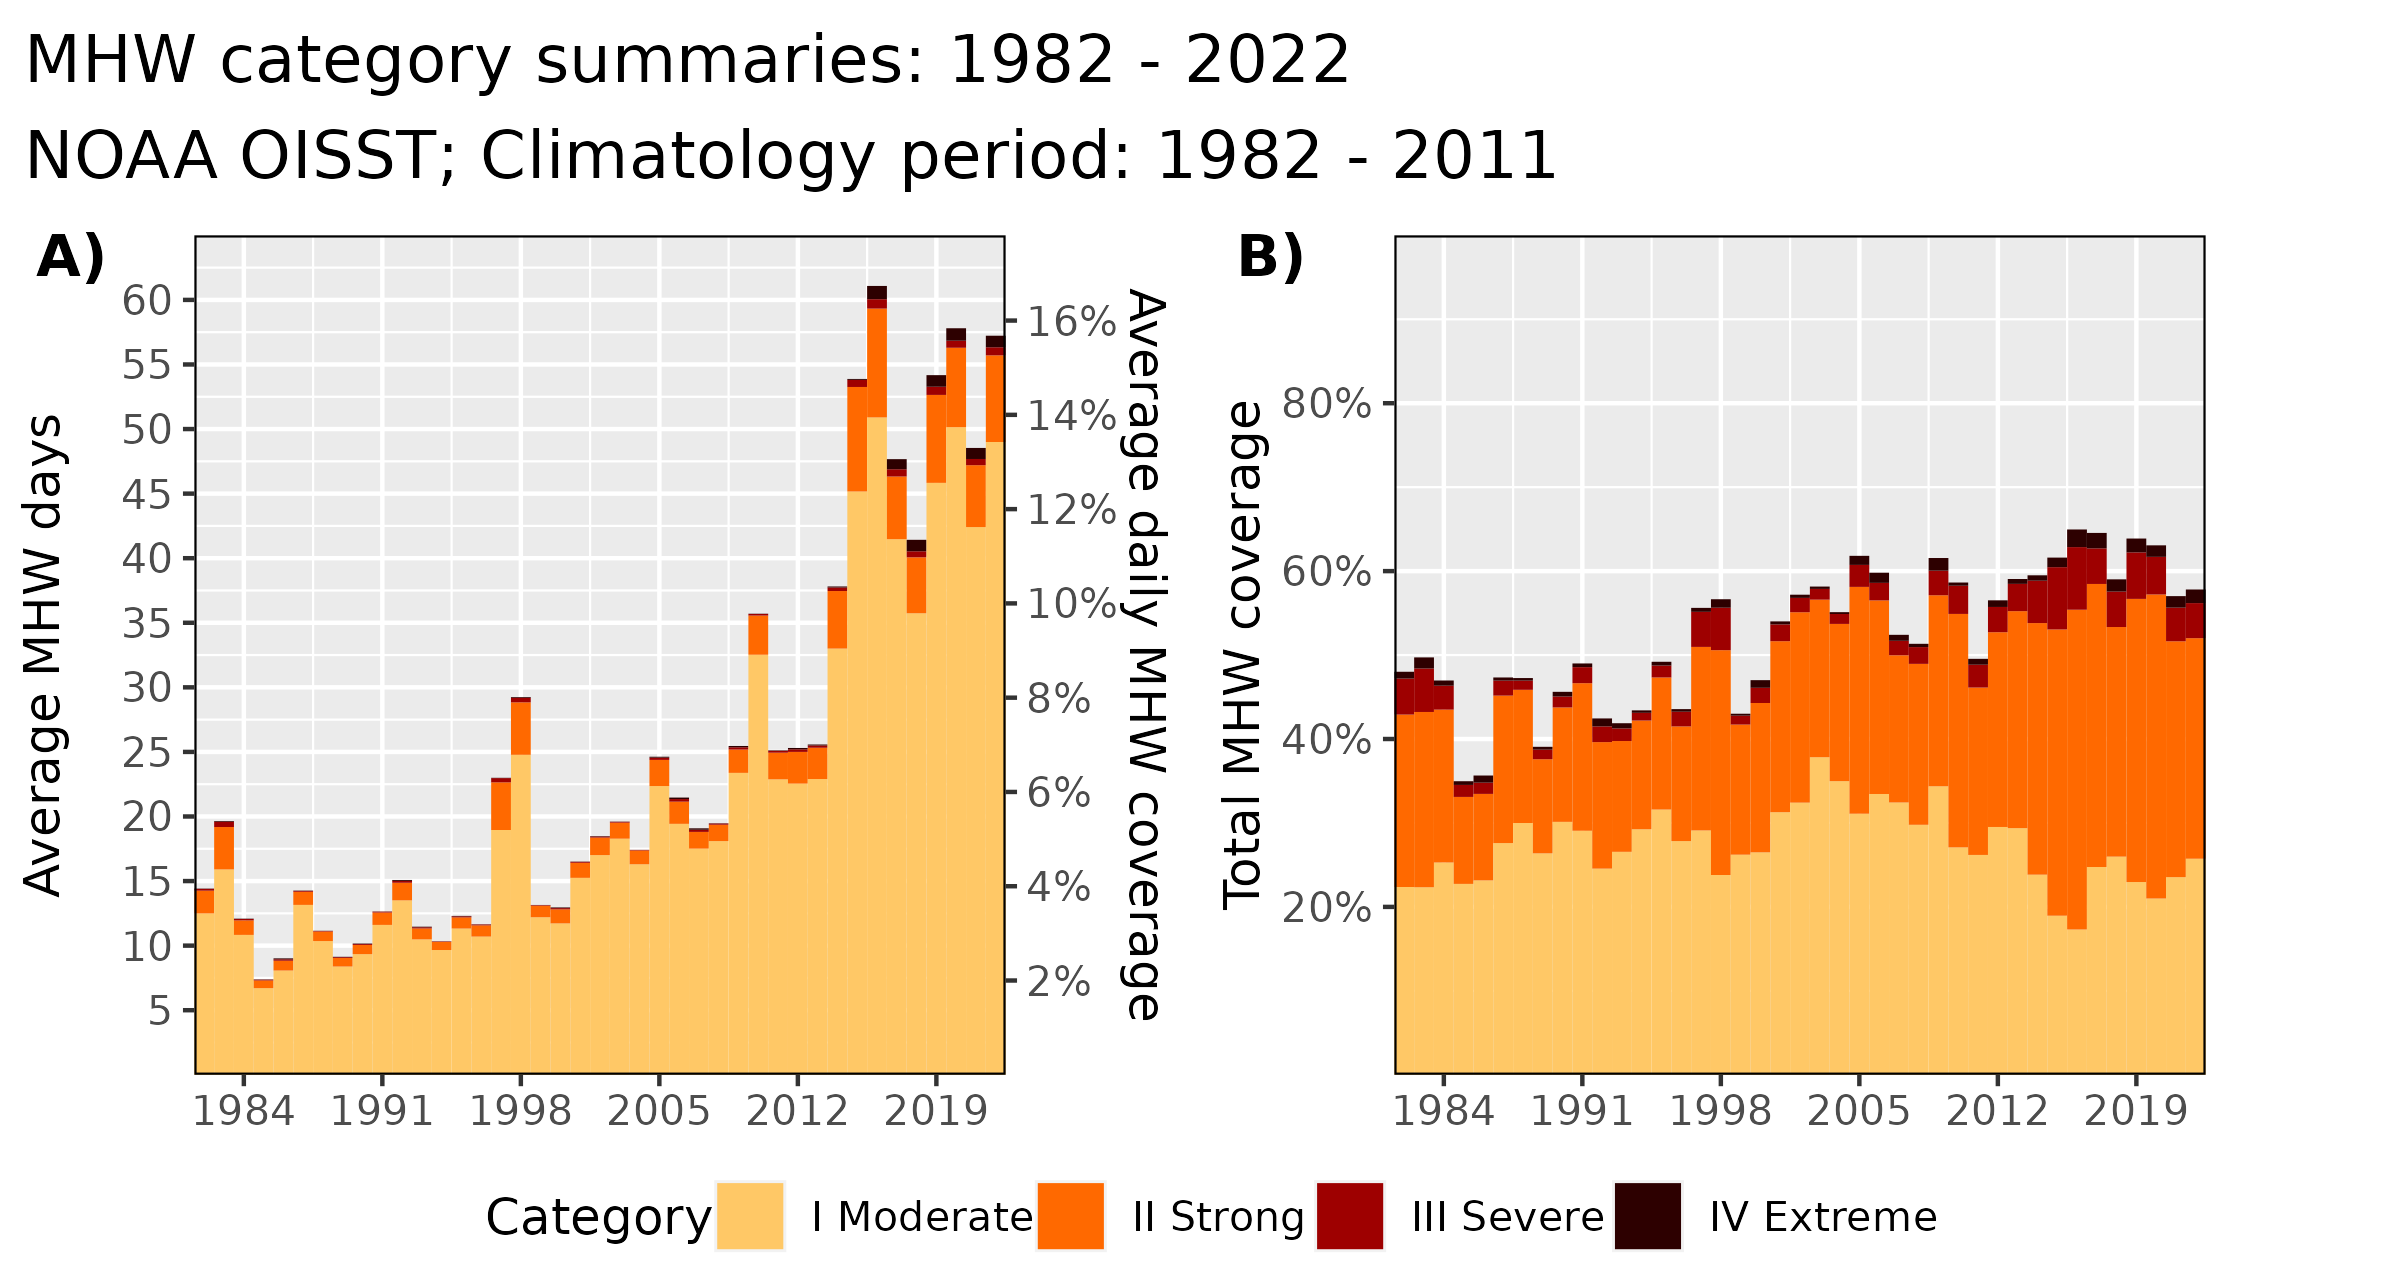 MHW category summaries: 1982 - 2022
NOAA OISST; Climatology period: 1982 - 2011
A)
Average MHW days
60
55
50
45
40
35
30
25
20
15
10
5
16%
14%
12%
10%
8%
6%
4%
2%
Average daily MHW coverage
1984 1991 1998 2005 2012 2019
B)
Total MHW coverage
80%
60%
40%
20%
1984 1991 1998 2005 2012 2019
Category I Moderate II Strong III Severe IV Extreme